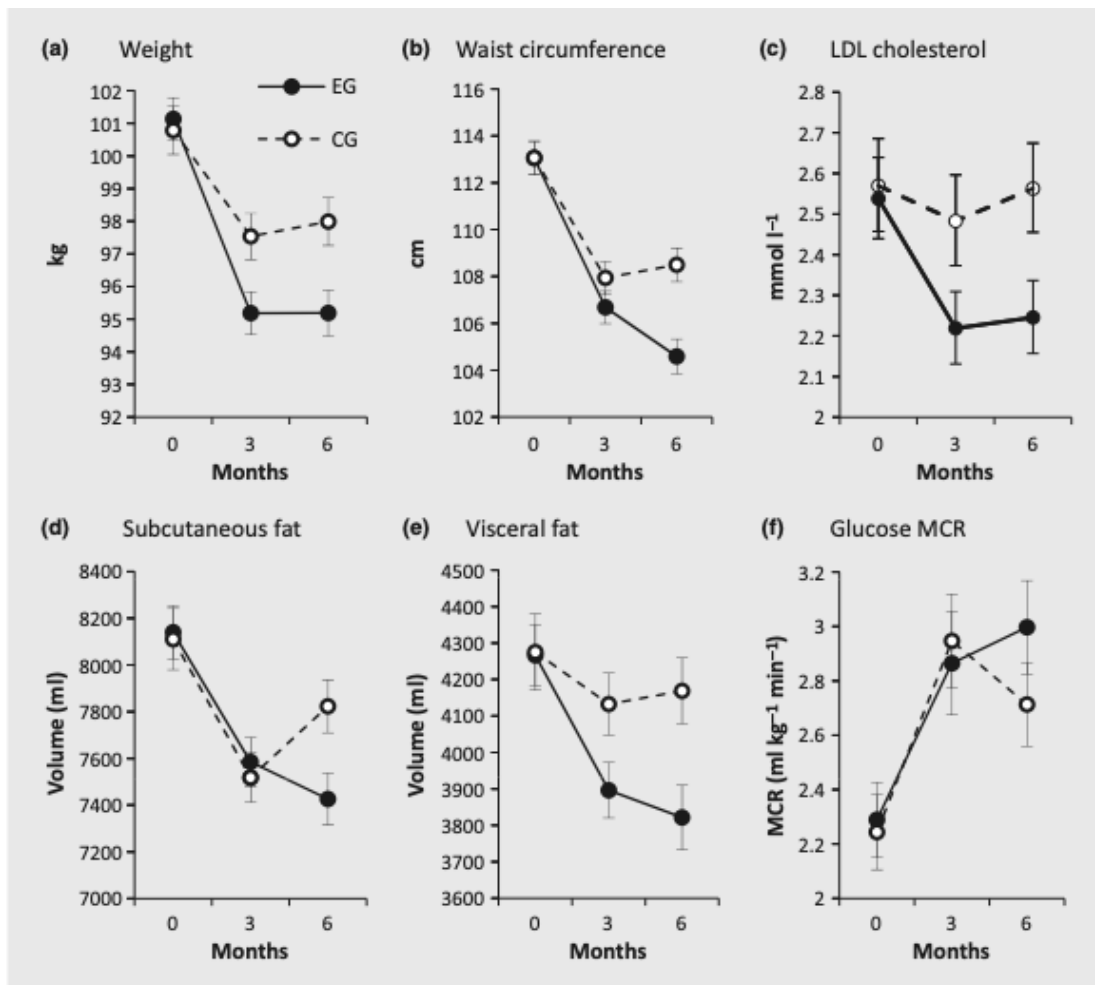 (a) Weight
EG
CG
102
101
100
99
98
97
96
95
94
93
92
kg
0 3 6
Months
(b) Waist circumference
116
114
112
110
108
106
104
102
cm
0 3 6
Months
(c) LDL cholesterol
2.8
2.7
2.6
2.5
2.4
2.3
2.2
2.1
2
mmol l⁻¹
0 3 6
Months
(d) Subcutaneous fat
8400
8200
8000
7800
7600
7400
7200
7000
Volume (ml)
0 3 6
Months
(e) Visceral fat
4500
4400
4300
4200
4100
4000
3900
3800
3700
3600
Volume (ml)
0 3 6
Months
(f) Glucose MCR
3.2
3
2.8
2.6
2.4
2.2
2
MCR (ml kg⁻¹ min⁻¹)
0 3 6
Months